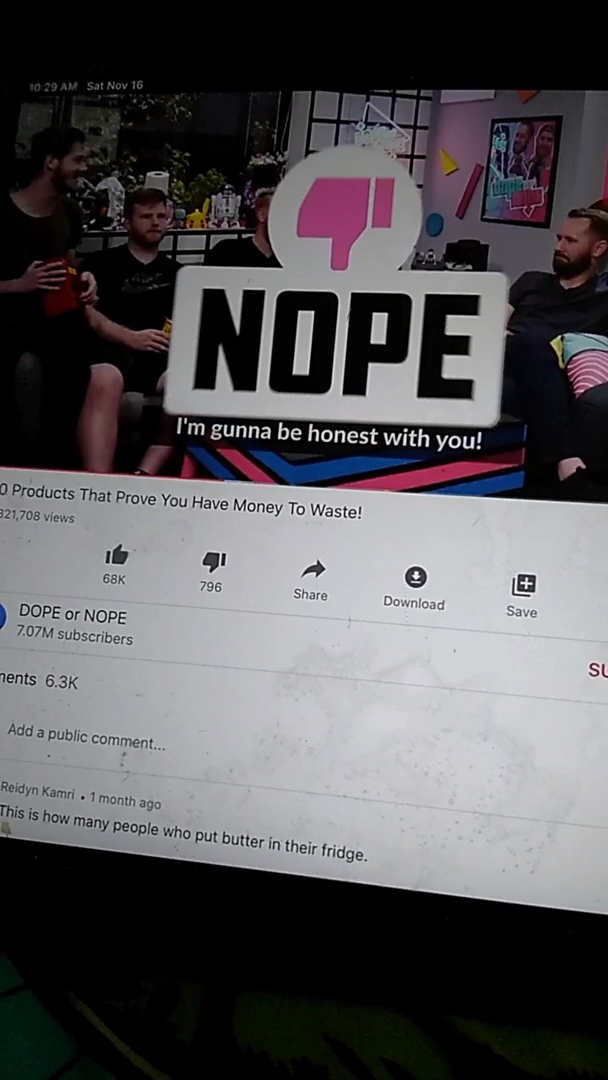 10:29 AM Sat Nov 16
NOPE
I'm gunna be honest with you!
0 Products That Prove You Have Money To Waste!
321,708 views
68K
796
Share
Download
Save
DOPE or NOPE
7.07M subscribers
SU
ments 6.3K
Add a public comment...
Reidyn Kamri • 1 month ago
This is how many people who put butter in their fridge.